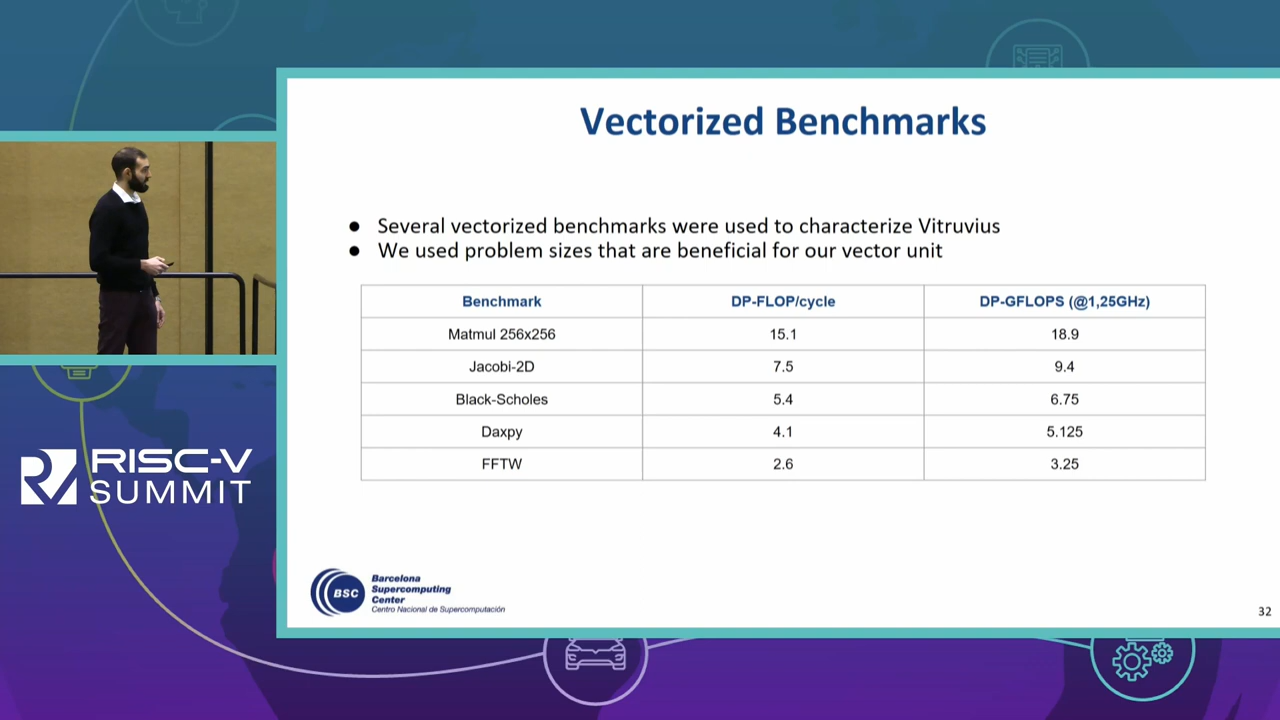 Vectorized Benchmarks
● Several vectorized benchmarks were used to characterize Vitruvius
● We used problem sizes that are beneficial for our vector unit
Benchmark DP-FLOP/cycle DP-GFLOPS (@1,25GHz)
Matmul 256x256 15.1 18.9
Jacobi-2D 7.5 9.4
Black-Scholes 5.4 6.75
Daxpy 4.1 5.125
FFTW 2.6 3.25
RISC-V
SUMMIT
BSC
Barcelona
Supercomputing
Center
Centro Nacional de Supercomputación
32